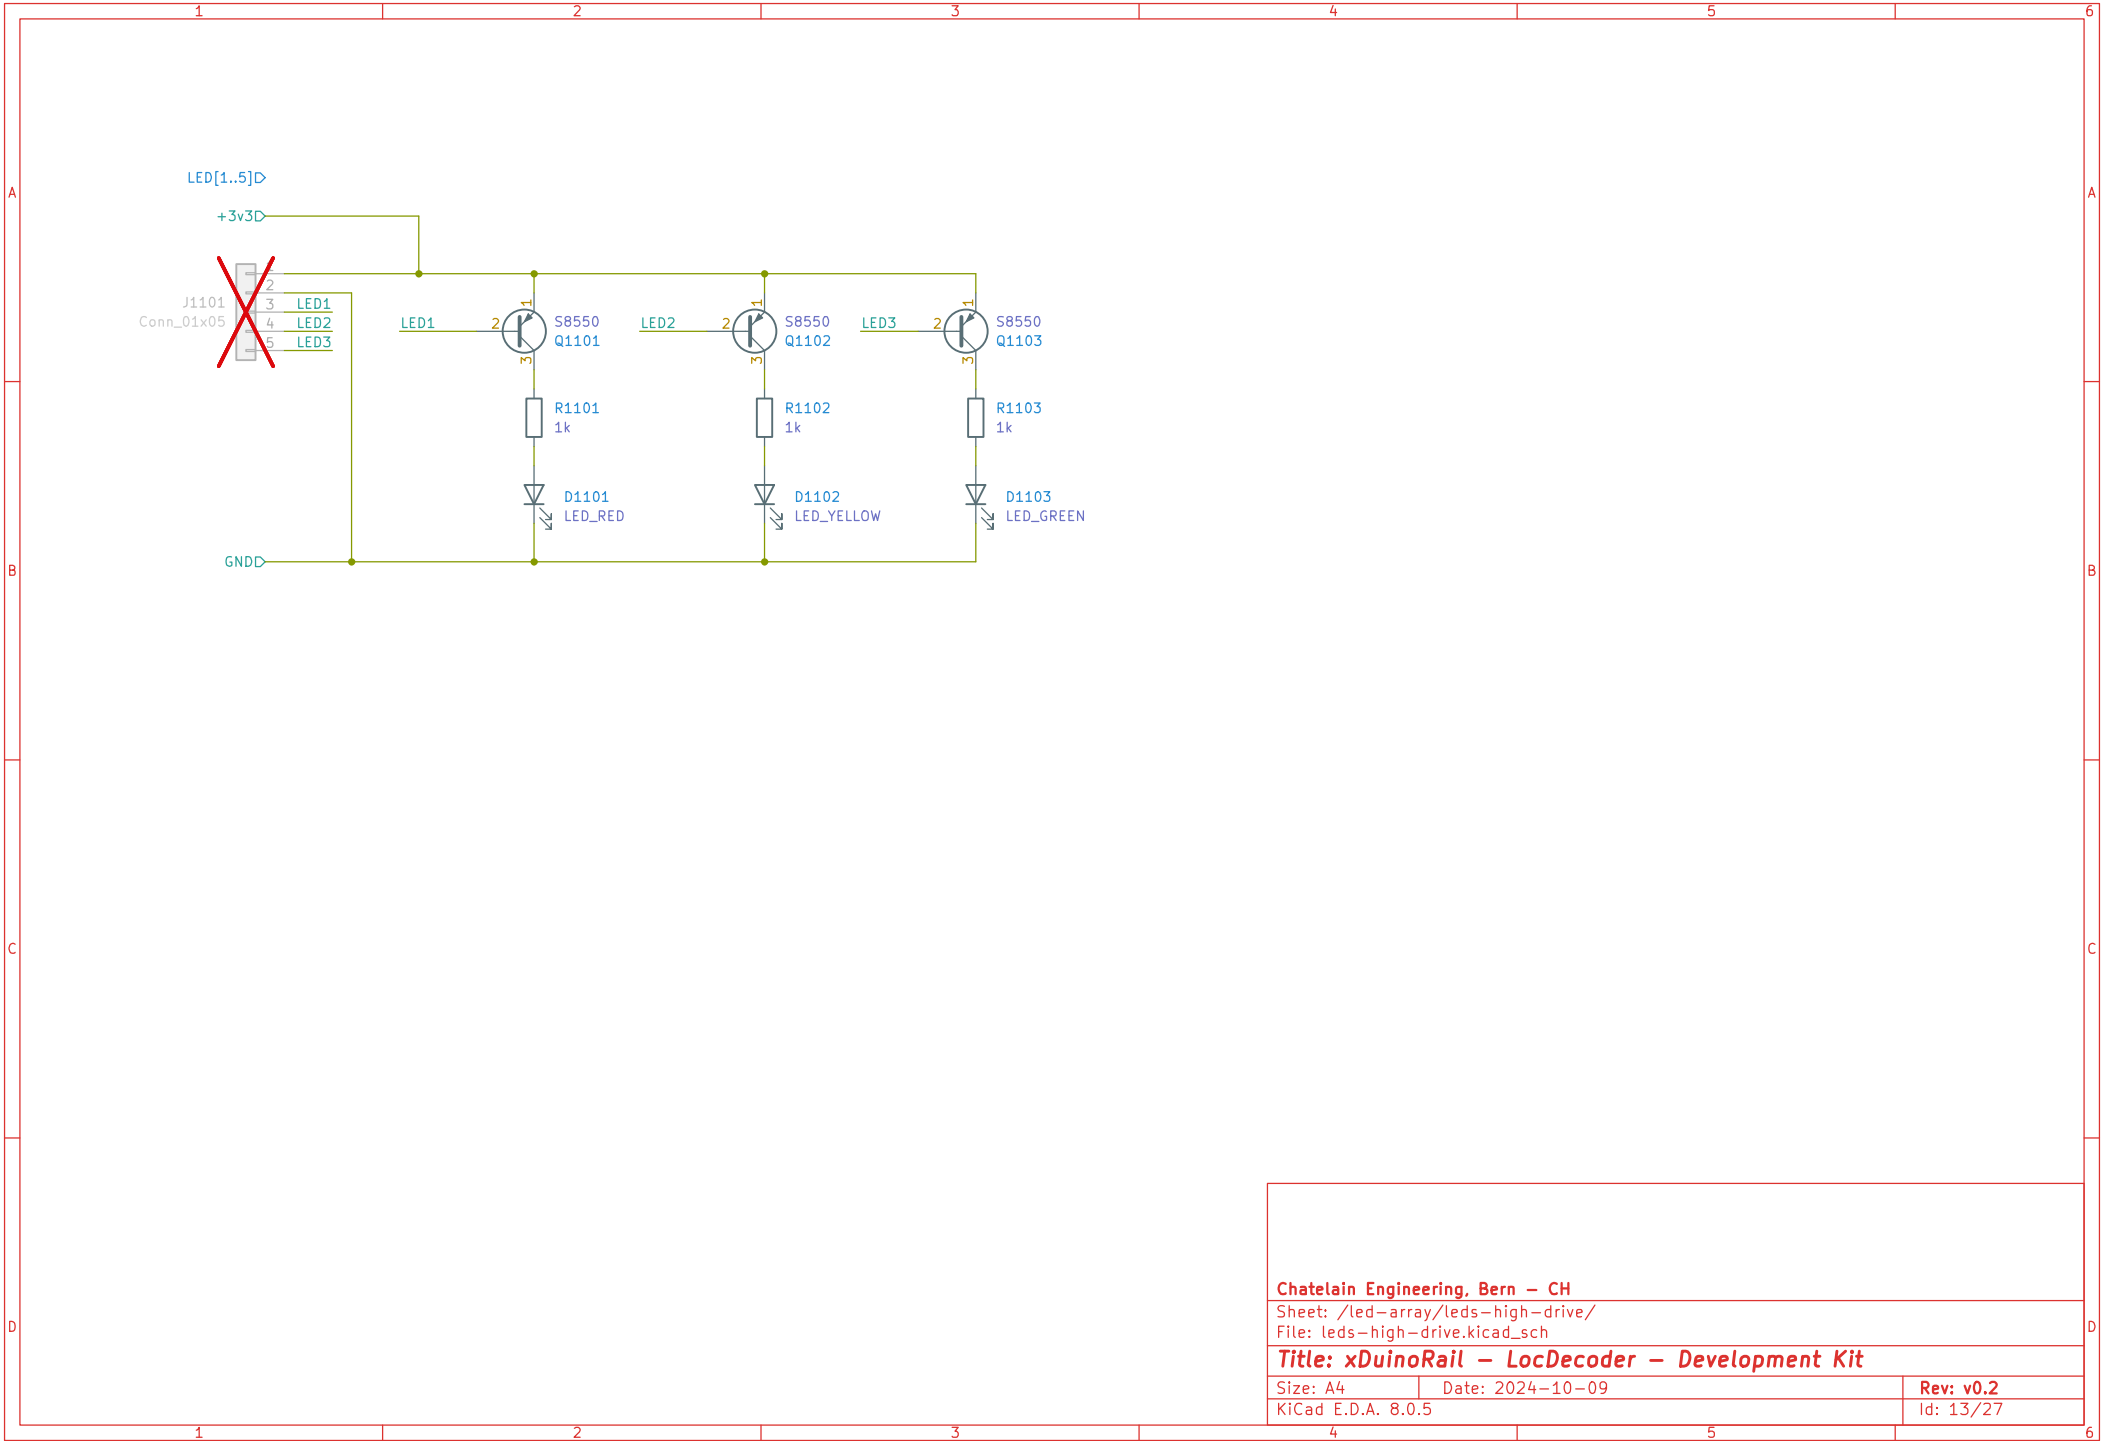 1 2 3 4 5 6
A A
LED[1..5]
+3v3
J1101
Conn_01x05
2
3
4
5
LED1
LED2
LED3
LED1 2 1 3
S8550
Q1101
LED2 2 1 3
S8550
Q1102
LED3 2 1 3
S8550
Q1103
R1101
1k
R1102
1k
R1103
1k
D1101
LED_RED
D1102
LED_YELLOW
D1103
LED_GREEN
GND
B B
C C
D D
Chatelain Engineering, Bern – CH
Sheet: /led-array/leds-high-drive/
File: leds-high-drive.kicad_sch
Title: xDuinoRail – LocDecoder – Development Kit
Size: A4 Date: 2024-10-09 Rev: v0.2
KiCad E.D.A. 8.0.5 Id: 13/27
1 2 3 4 5 6